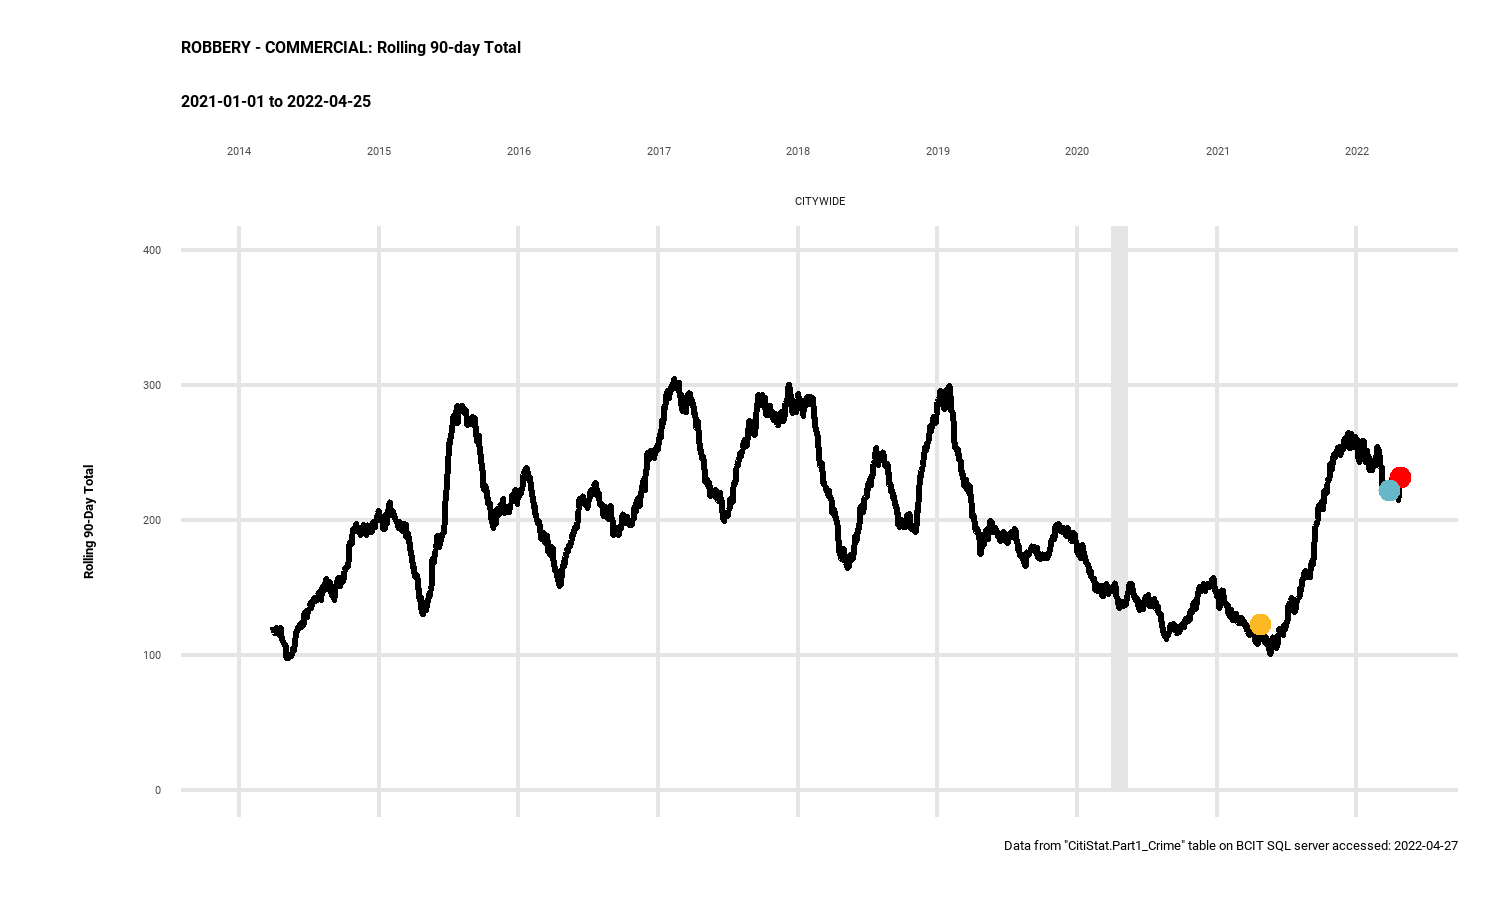 ROBBERY - COMMERCIAL: Rolling 90-day Total
2021-01-01 to 2022-04-25
2014 2015 2016 2017 2018 2019 2020 2021 2022
CITYWIDE
400
300
200
100
0
Rolling 90-Day Total
Data from "CitiStat.Part1_Crime" table on BCIT SQL server accessed: 2022-04-27